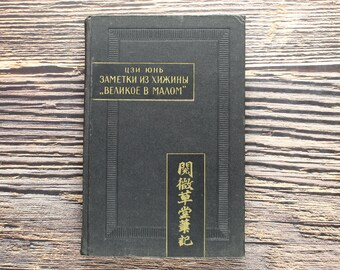 ЦЗИ ЮНЬ
ЗАМЕТКИ ИЗ ХИЖИНЫ
„ВЕЛИКОЕ В МАЛОМ"
閱微草堂筆記